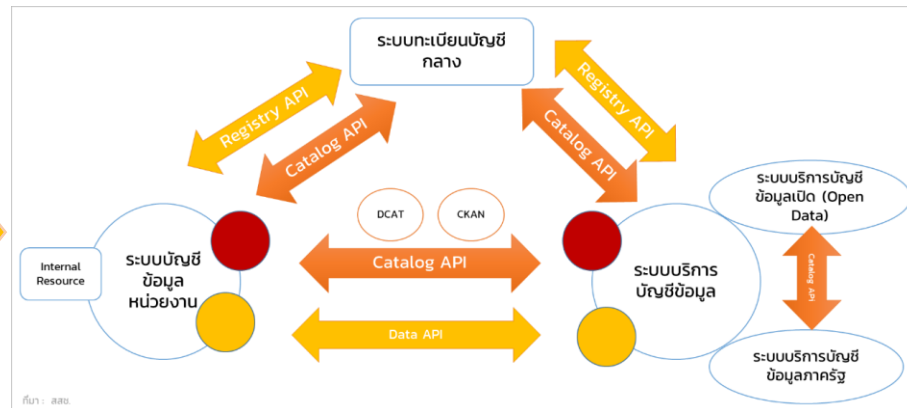 ระบบทะเบียนบัญชี
กลาง
Registry API
Catalog API
Catalog API
Registry API
DCAT
CKAN
Catalog API
Data API
Internal
Resource
ระบบบัญชี
ข้อมูล
หน่วยงาน
ระบบบริการ
บัญชีข้อมูล
ระบบบริการบัญชี
ข้อมูลเปิด (Open
Data)
Catalog API
ระบบบริการบัญชี
ข้อมูลภาครัฐ
ที่มา : สสช.